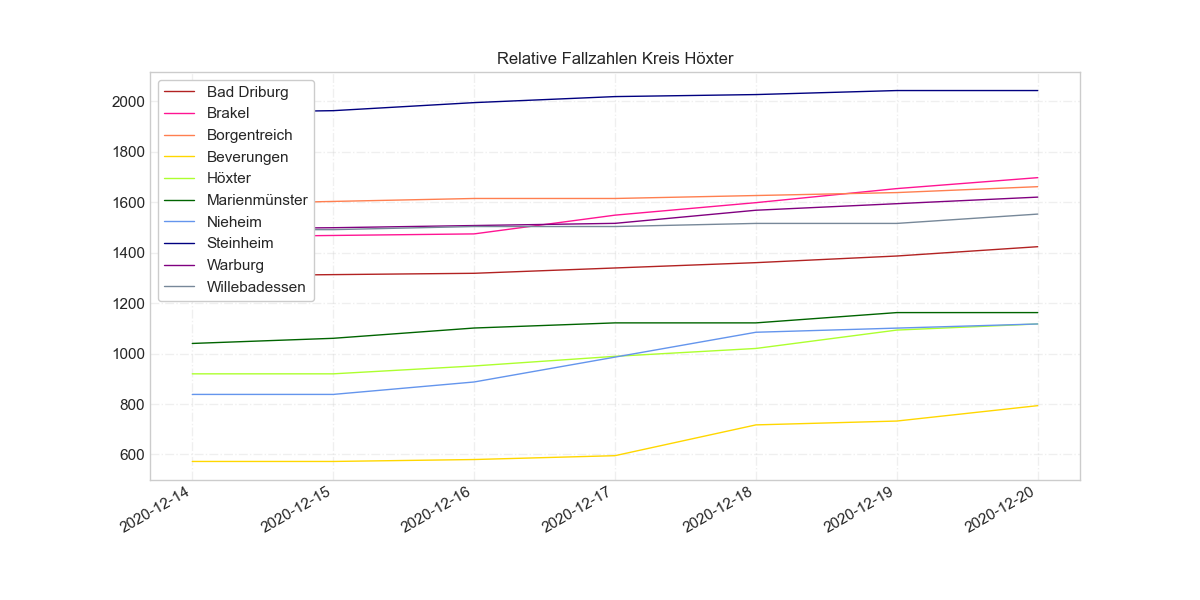 Relative Fallzahlen Kreis Höxter
Bad Driburg
Brakel
Borgentreich
Beverungen
Höxter
Marienmünster
Nieheim
Steinheim
Warburg
Willebadessen
2000
1800
1600
1400
1200
1000
800
600
2020-12-14
2020-12-15
2020-12-16
2020-12-17
2020-12-18
2020-12-19
2020-12-20